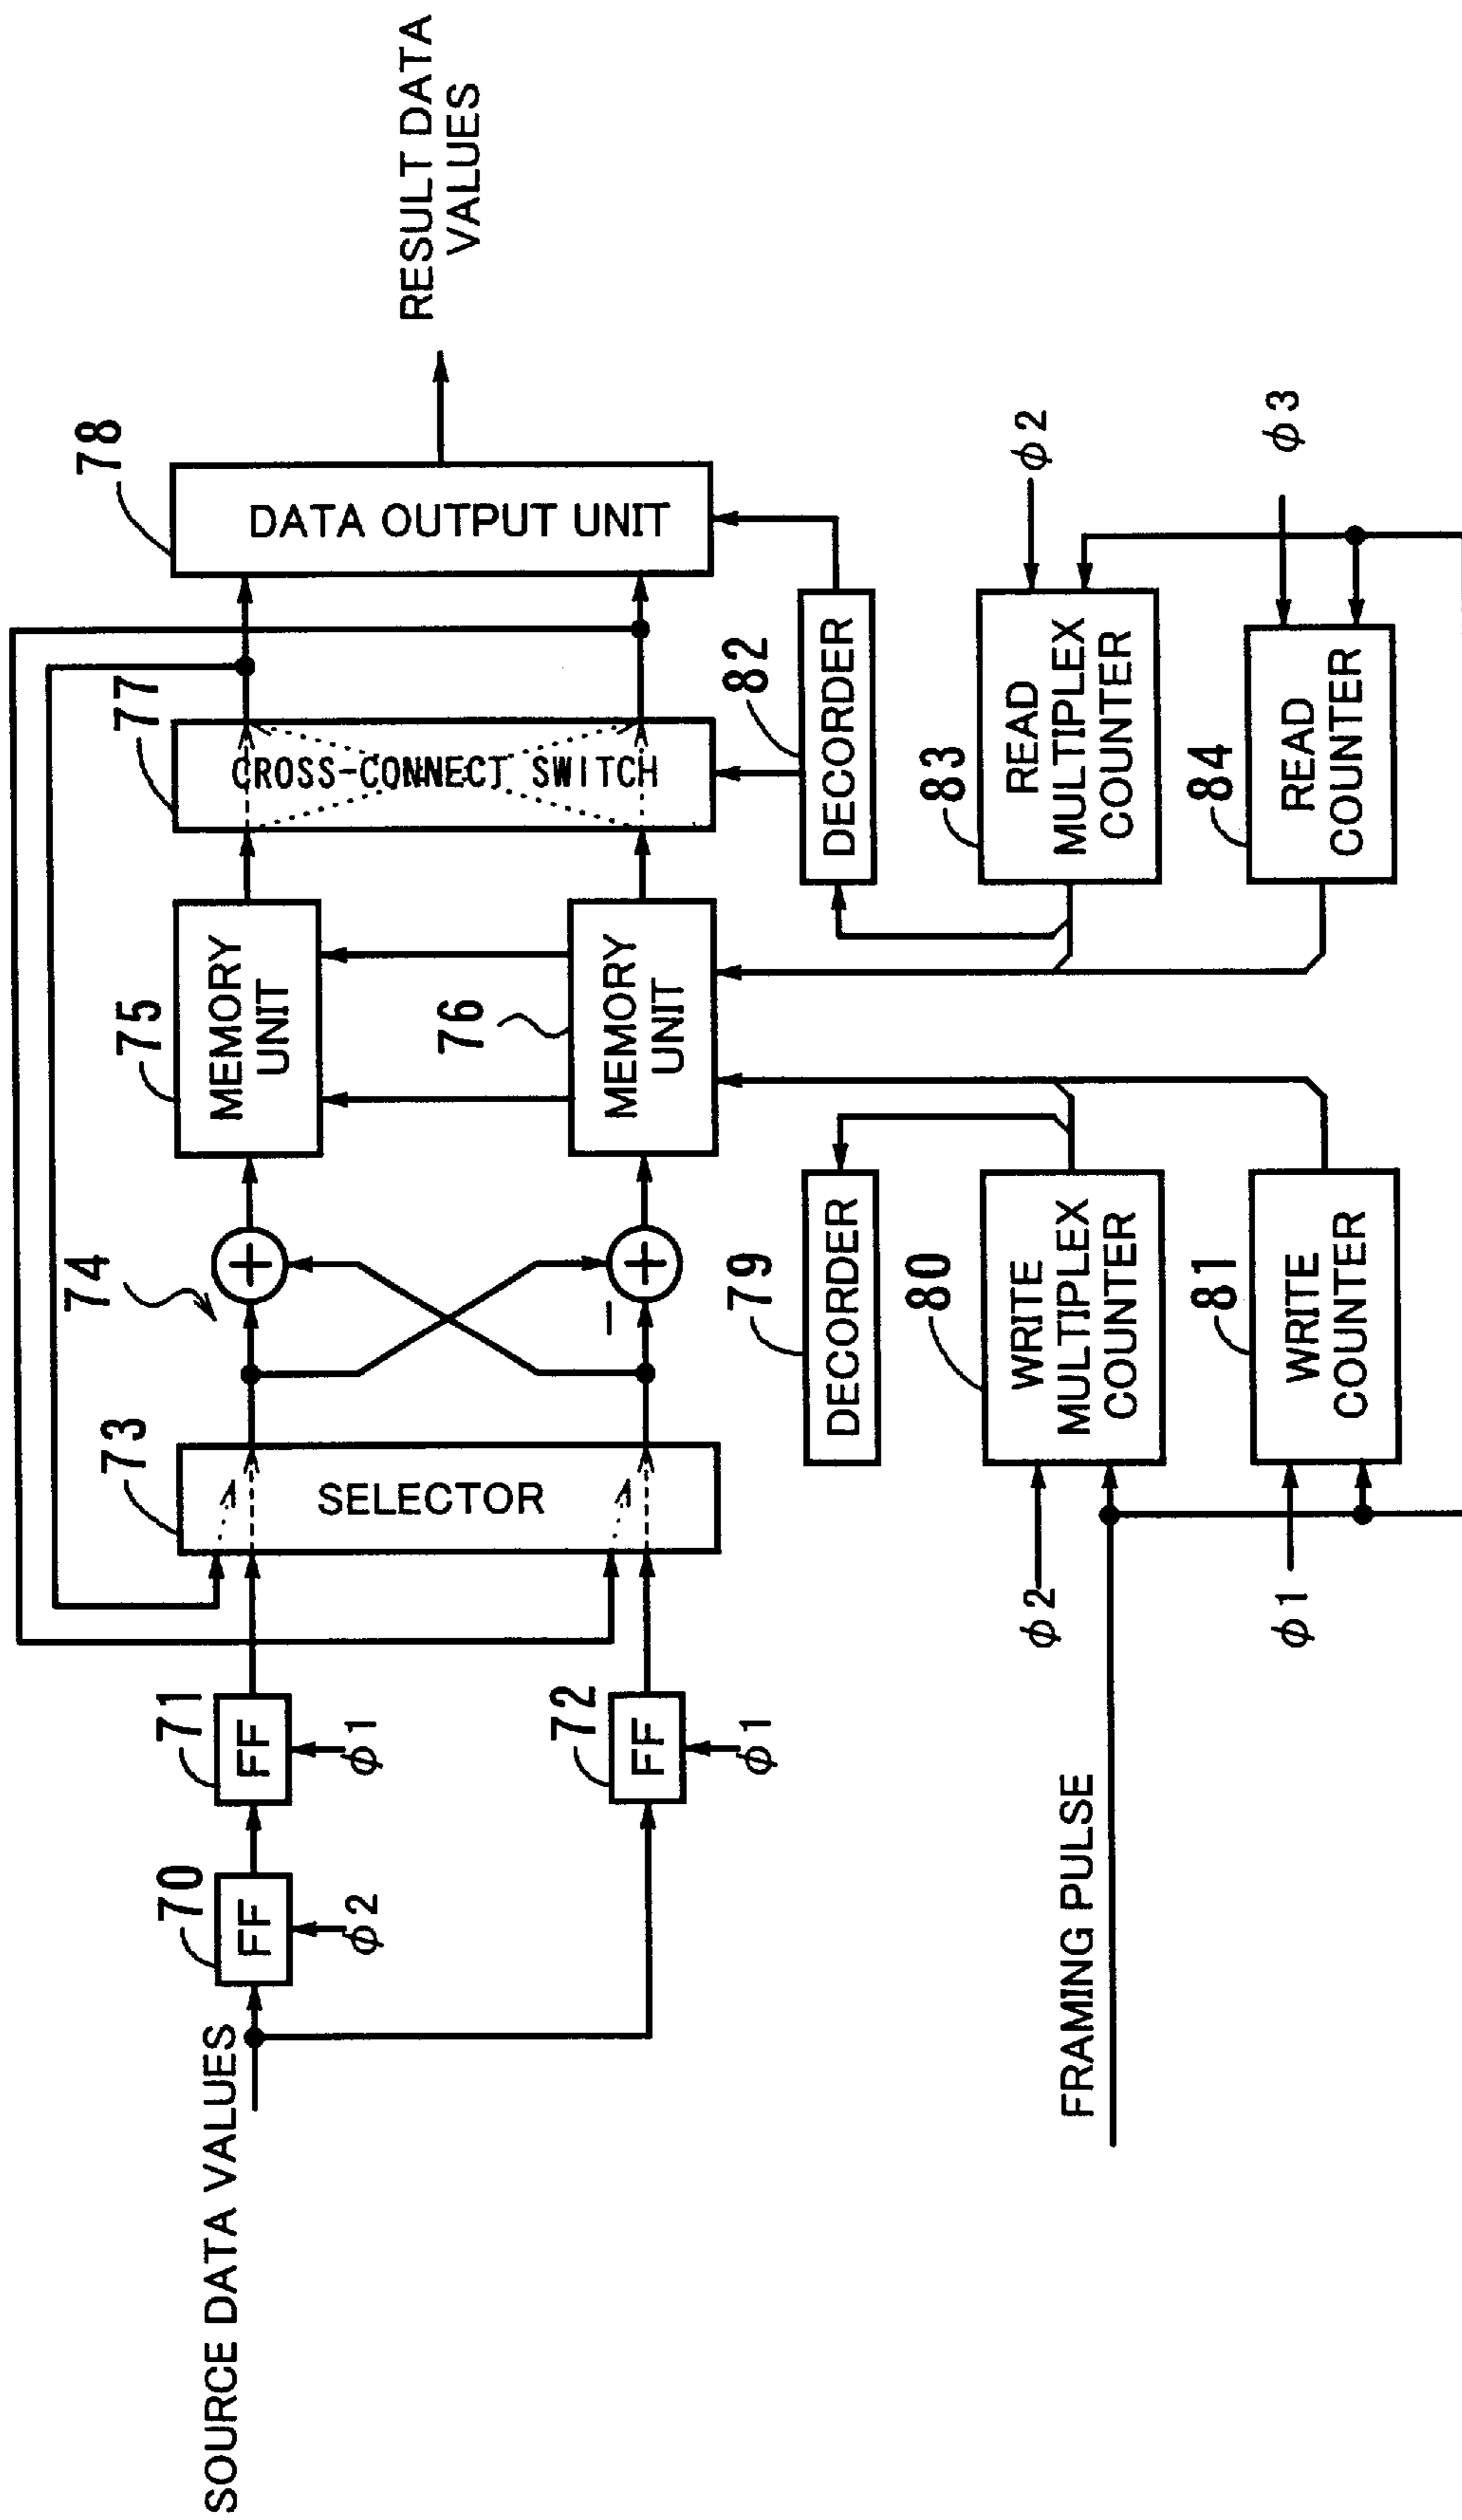 SOURCE DATA VALUES
70
FF
φ2
71
FF
φ1
72
FF
φ1
73
SELECTOR
74
+
+
−
75
MEMORY
UNIT
76
MEMORY
UNIT
77
CROSS-CONNECT SWITCH
78
DATA OUTPUT UNIT
RESULT DATA
VALUES
79
DECORDER
82
DECORDER
80
WRITE
MULTIPLEX
COUNTER
φ2
83
READ
MULTIPLEX
COUNTER
φ2
FRAMING PULSE
81
WRITE
COUNTER
φ1
84
READ
COUNTER
φ3